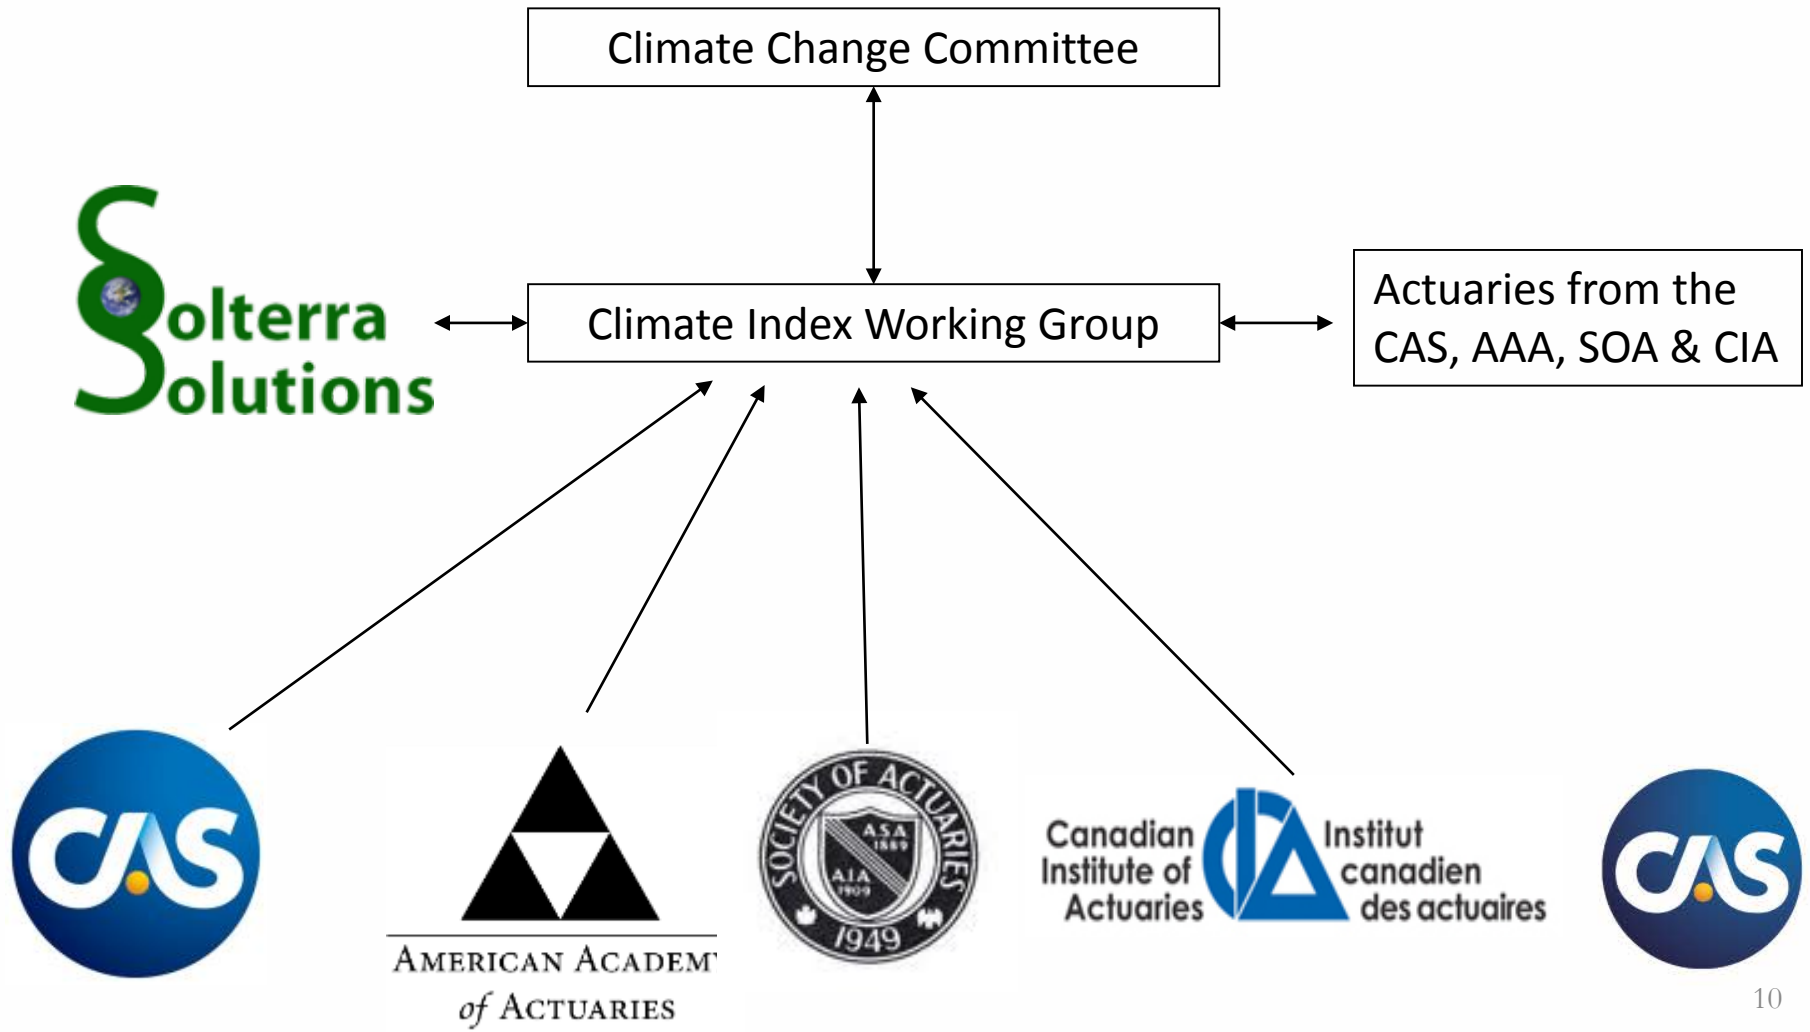 Climate Change Committee
Solterra
Solutions
Climate Index Working Group
Actuaries from the
CAS, AAA, SOA & CIA
CAS
AMERICAN ACADEMY
of ACTUARIES
SOCIETY OF ACTUARIES
ASA
1889
AIA
1909
1949
Canadian
Institute of
Actuaries
Institut
canadien
des actuaires
CAS
10